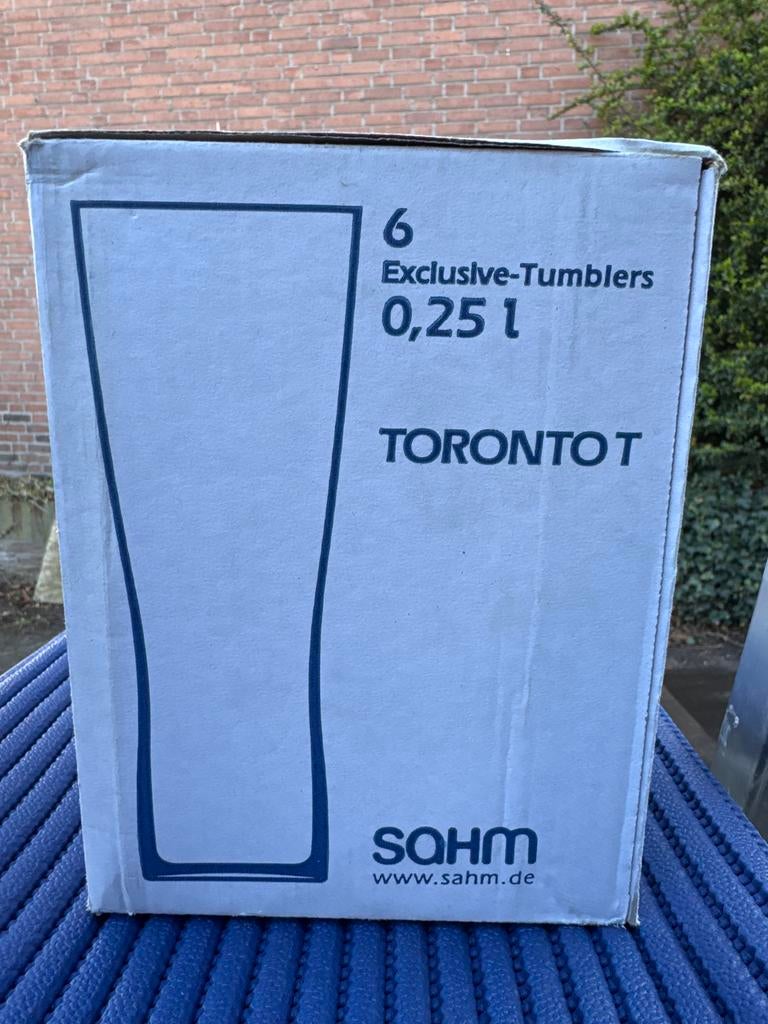 6
Exclusive-Tumblers
0,25 l
TORONTO T
SAHM
www.sahm.de